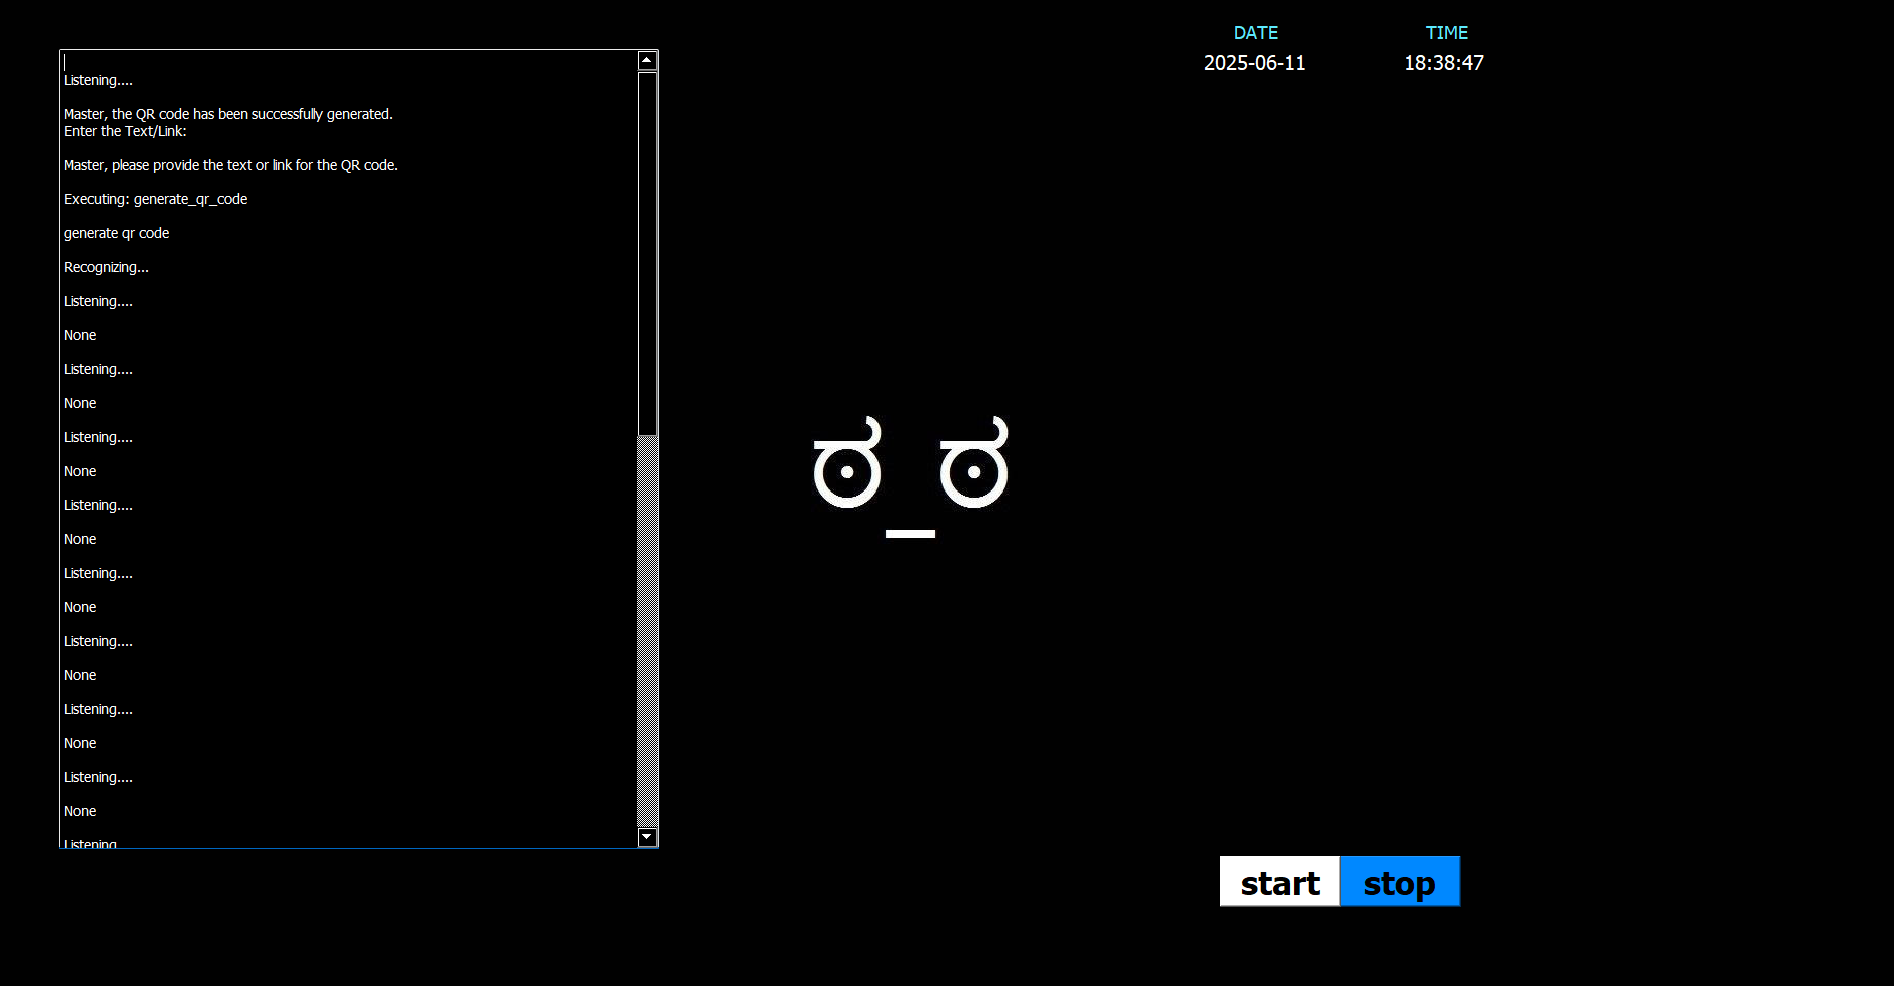 DATE
TIME
2025-06-11
18:38:47
Listening....
Master, the QR code has been successfully generated.
Enter the Text/Link:
Master, please provide the text or link for the QR code.
Executing: generate_qr_code
generate qr code
Recognizing...
Listening....
None
Listening....
None
Listening....
None
Listening....
None
Listening....
None
Listening....
None
Listening....
None
Listening....
None
Listening
ಠ_ಠ
start
stop